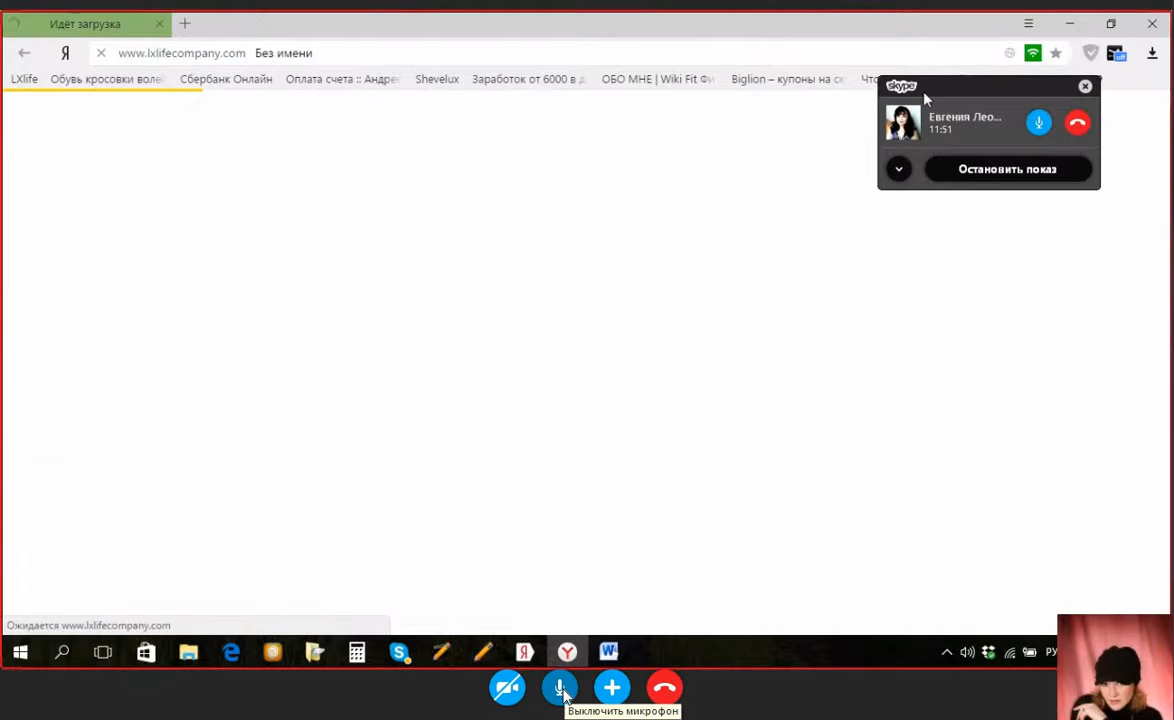 Идёт загрузка
www.lxlifecompany.com Без имени
LXlife Обувь кросовки воле Сбербанк Онлайн Оплата счета :: Андре Shevelux Заработок от 6000 в д ОБО МНЕ | Wiki Fit Фи Biglion – купоны на ск Что
skype
Евгения Лео...
11:51
Остановить показ
Ожидается www.lxlifecompany.com
РУ
Выключить микрофон